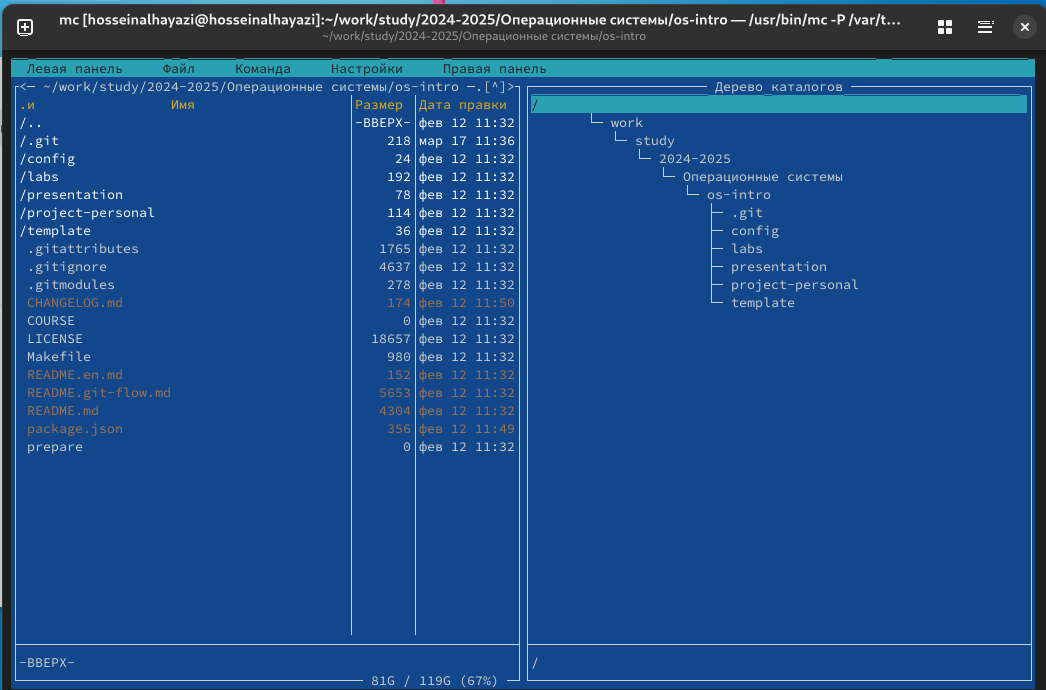 mc [hosseinalhayazi@hosseinalhayazi]:~/work/study/2024-2025/Операционные системы/os-intro — /usr/bin/mc -P /var/t…
~/work/study/2024-2025/Операционные системы/os-intro
Левая панель Файл Команда Настройки Правая панель
<─ ~/work/study/2024-2025/Операционные системы/os-intro ─.[^]>
.и Имя Размер Дата правки
/.. -ВВЕРХ- фев 12 11:32
/.git 218 мар 17 11:36
/config 24 фев 12 11:32
/labs 192 фев 12 11:32
/presentation 78 фев 12 11:32
/project-personal 114 фев 12 11:32
/template 36 фев 12 11:32
.gitattributes 1765 фев 12 11:32
.gitignore 4637 фев 12 11:32
.gitmodules 278 фев 12 11:32
CHANGELOG.md 174 фев 12 11:50
COURSE 0 фев 12 11:32
LICENSE 18657 фев 12 11:32
Makefile 980 фев 12 11:32
README.en.md 152 фев 12 11:32
README.git-flow.md 5653 фев 12 11:32
README.md 4304 фев 12 11:32
package.json 356 фев 12 11:49
prepare 0 фев 12 11:32
-ВВЕРХ-
81G / 119G (67%)
Дерево каталогов
/
work
study
2024-2025
Операционные системы
os-intro
.git
config
labs
presentation
project-personal
template
/